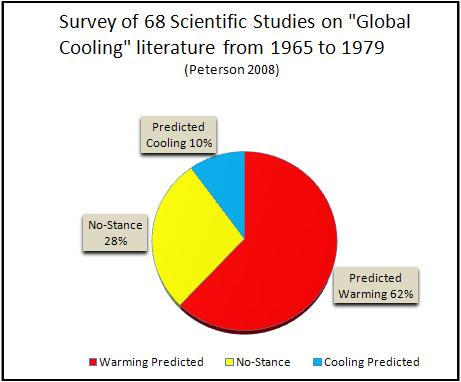 Survey of 68 Scientific Studies on "Global
Cooling" literature from 1965 to 1979
(Peterson 2008)
Predicted
Cooling 10%
No-Stance
28%
Predicted
Warming 62%
Warming Predicted
No-Stance
Cooling Predicted